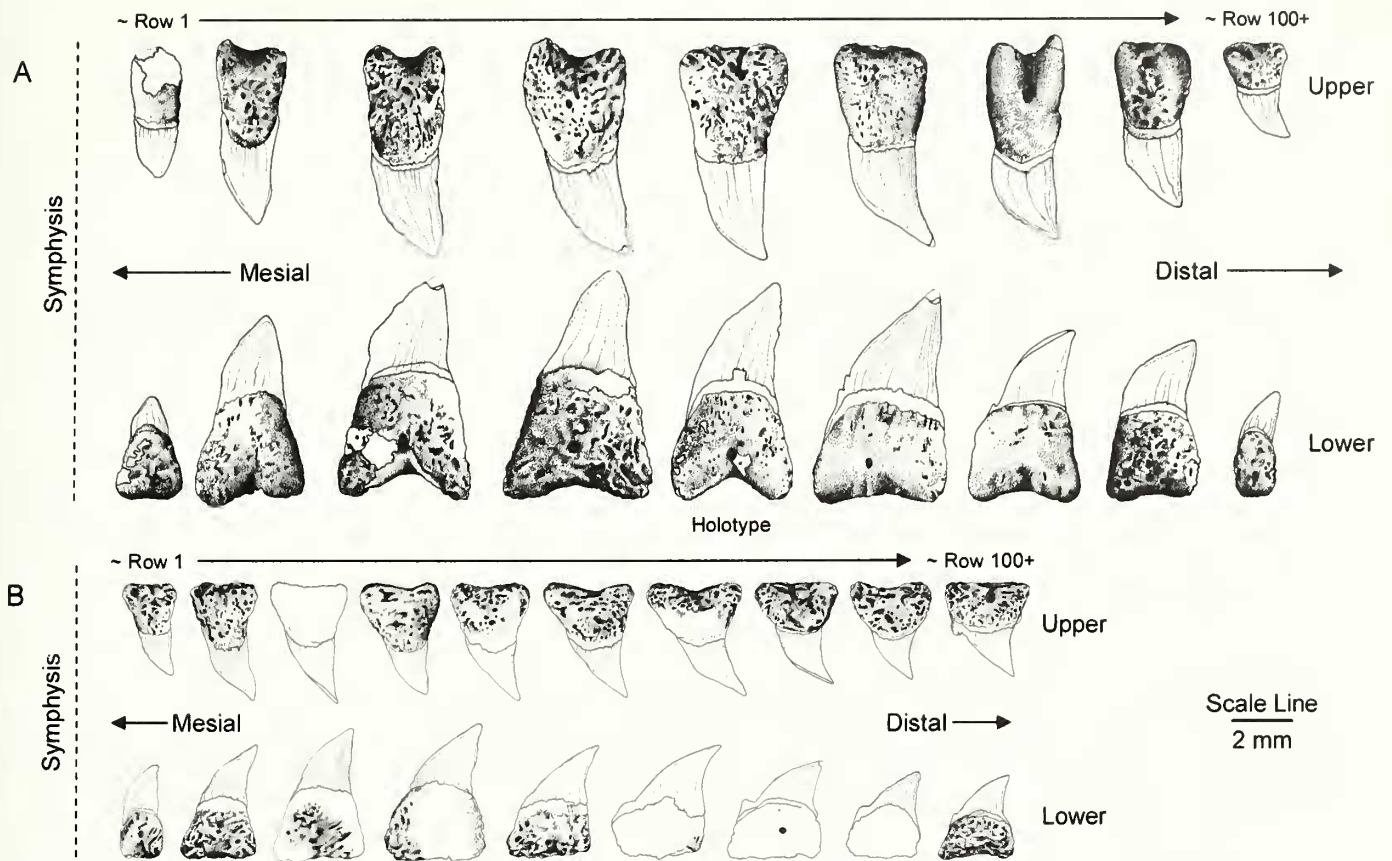 ~ Row 1
~ Row 100+
A
Upper
Symphysis
Mesial
Distal
Lower
Holotype
~ Row 1
~ Row 100+
B
Upper
Symphysis
Mesial
Distal
Scale Line
2 mm
Lower